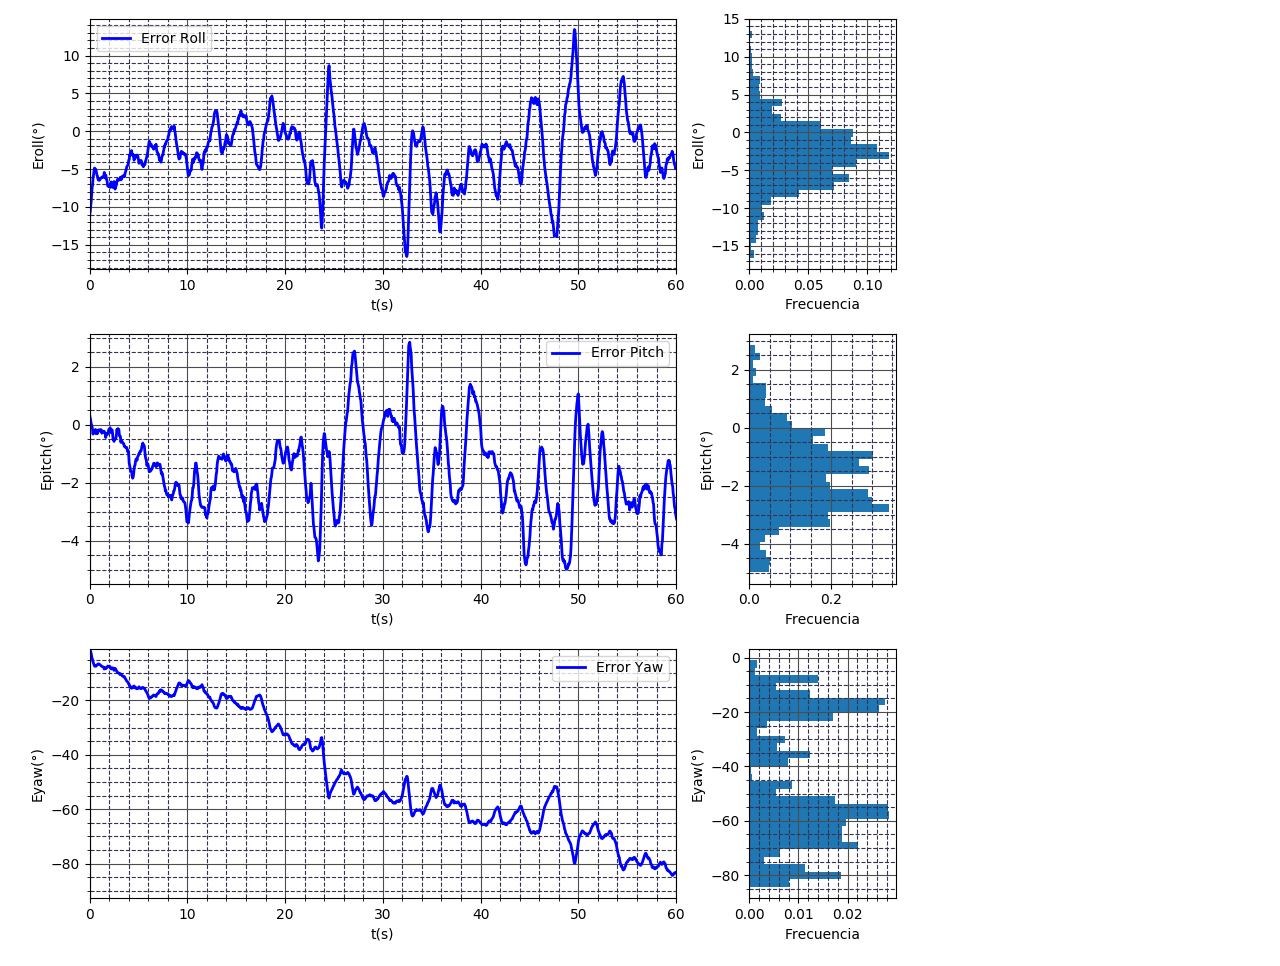 Error Roll
Eroll(°)
10
5
0
−5
−10
−15
0 10 20 30 40 50 60
t(s)
Eroll(°)
15
10
5
0
−5
−10
−15
0.00 0.05 0.10
Frecuencia
Error Pitch
Epitch(°)
2
0
−2
−4
0 10 20 30 40 50 60
t(s)
Epitch(°)
2
0
−2
−4
0.0 0.2
Frecuencia
Error Yaw
Eyaw(°)
−20
−40
−60
−80
0 10 20 30 40 50 60
t(s)
Eyaw(°)
0
−20
−40
−60
−80
0.00 0.01 0.02
Frecuencia